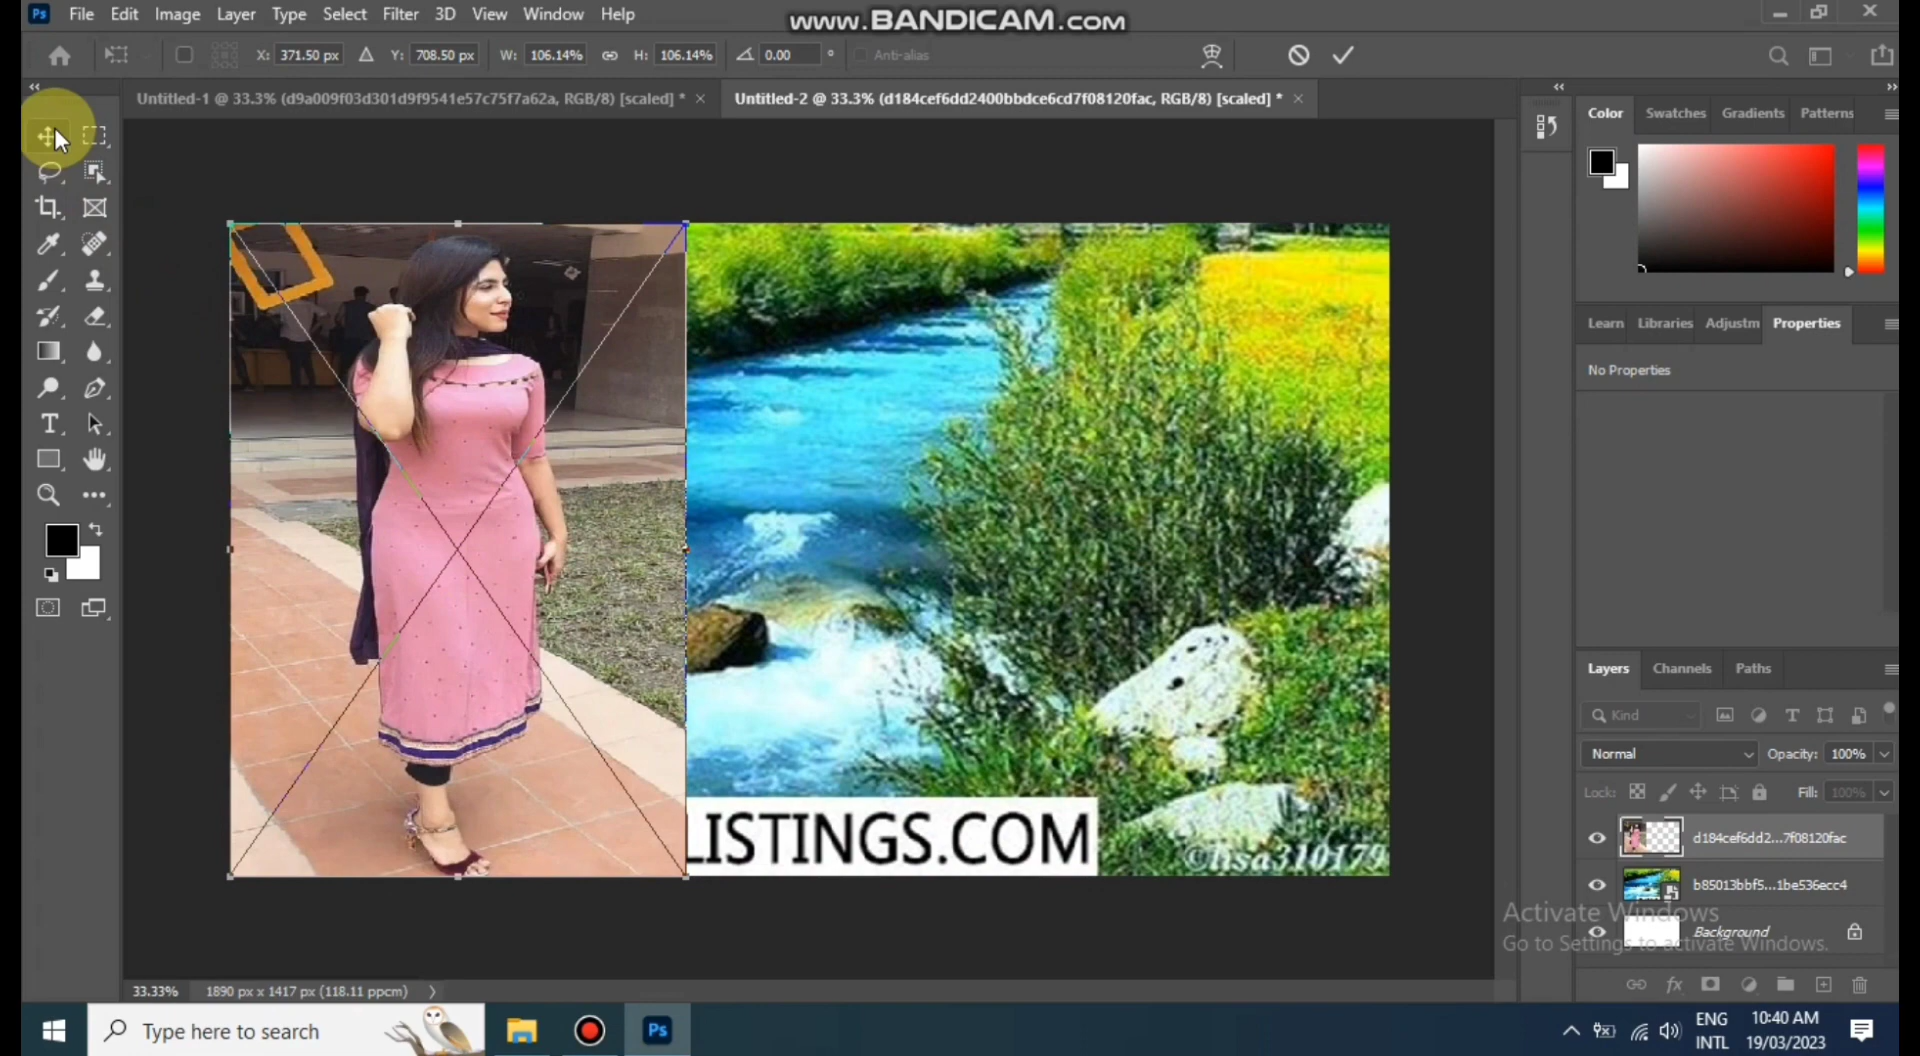 Ps File Edit Image Layer Type Select Filter 3D View Window Help
www.BANDICAM.com
X: 371.50 px Y: 708.50 px W: 106.14% H: 106.14% 0.00 ° Anti-alias
Untitled-1 @ 33.3% (d9a009f03d301d9f9541e57c75f7a62a, RGB/8) [scaled] * ×
Untitled-2 @ 33.3% (d184cef6dd2400bbdce6cd7f08120fac, RGB/8) [scaled] * ×
Color Swatches Gradients Patterns
Learn Libraries Adjustm Properties
No Properties
LISTINGS.COM
©lisa310179
Layers Channels Paths
Kind
Normal Opacity: 100%
Lock: Fill: 100%
d184cef6dd2...7f08120fac
b85013bbf5...1be536ecc4
Background
Activate Windows
Go to Settings to activate Windows.
33.33% 1890 px x 1417 px (118.11 ppcm)
Type here to search
Ps
ENG
INTL
10:40 AM
19/03/2023